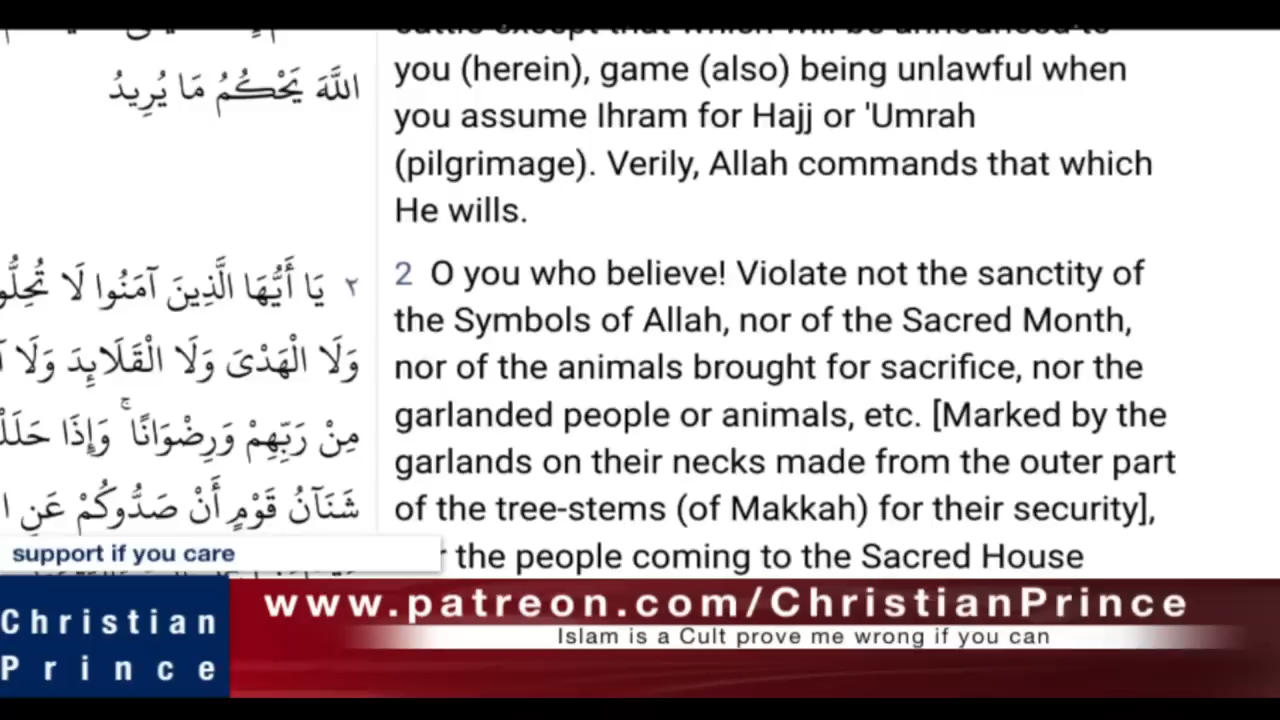 you (herein), game (also) being unlawful when
you assume Ihram for Hajj or 'Umrah
(pilgrimage). Verily, Allah commands that which
He wills.
2 O you who believe! Violate not the sanctity of
the Symbols of Allah, nor of the Sacred Month,
nor of the animals brought for sacrifice, nor the
garlanded people or animals, etc. [Marked by the
garlands on their necks made from the outer part
of the tree-stems (of Makkah) for their security],
the people coming to the Sacred House
اللَّهَ يَحْكُمُ مَا يُرِيدُ
٢ يَا أَيُّهَا الَّذِينَ آمَنُوا لَا
وَلَا الْهَدْيَ وَلَا الْقَلَائِدَ وَلَا
مِنْ رَبِّهِمْ وَرِضْوَانًا ۚ وَإِذَا
شَنَآنُ قَوْمٍ أَنْ صَدُّوكُمْ عَنِ
support if you care
Christian
Prince
www.patreon.com/ChristianPrince
Islam is a Cult prove me wrong if you can